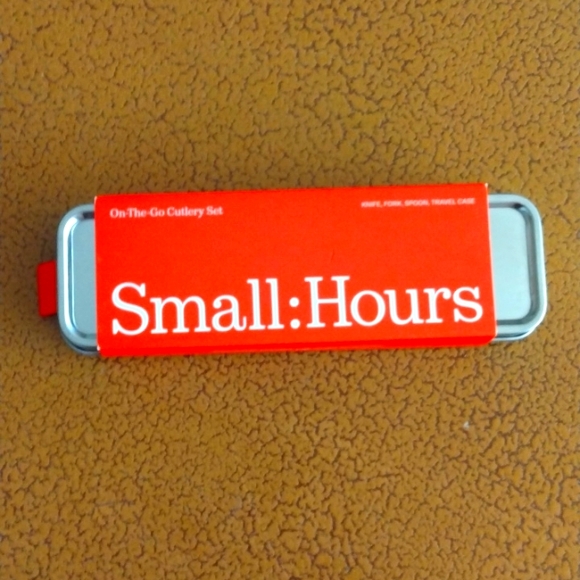 On-The-Go Cutlery Set
KNIFE, FORK, SPOON, TRAVEL CASE
Small:Hours